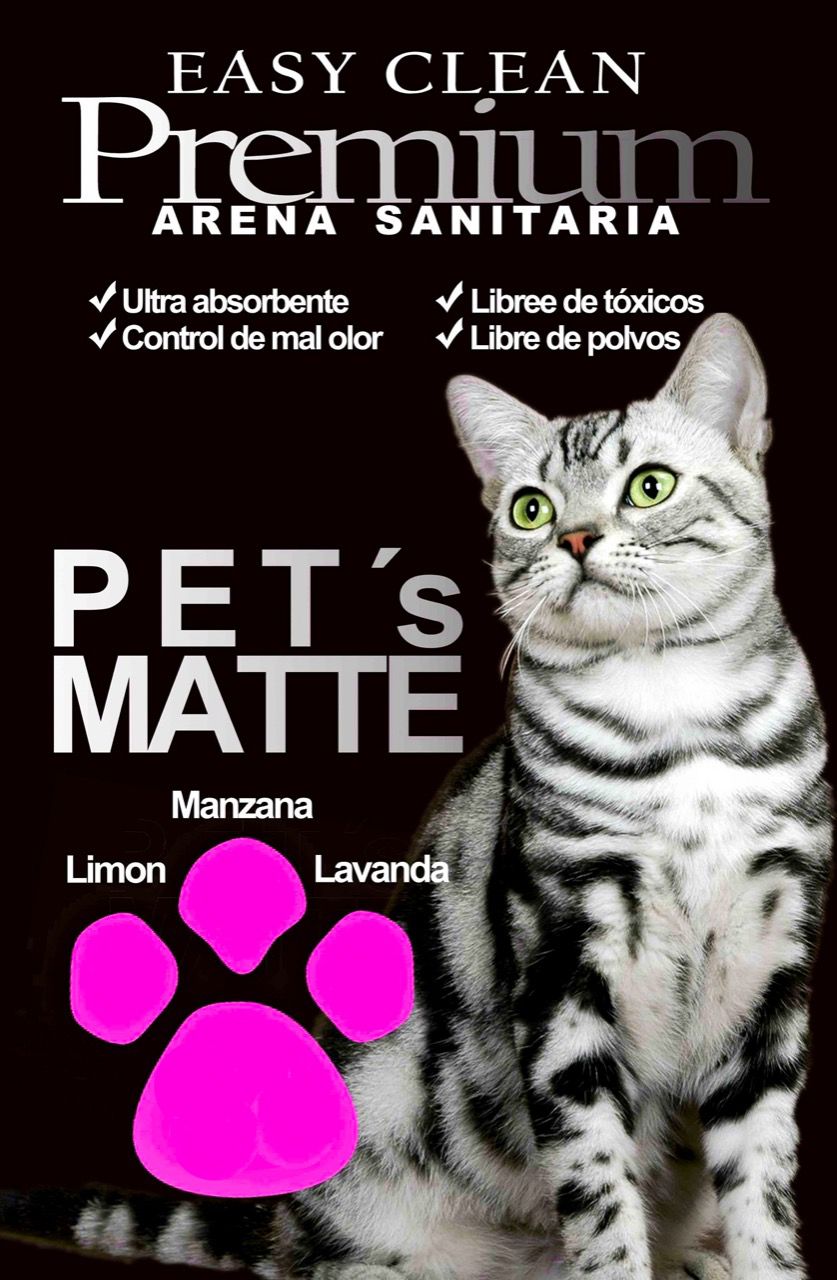 EASY CLEAN
Premium
ARENA SANITARIA
✓ Ultra absorbente
✓ Control de mal olor
✓ Libree de tóxicos
✓ Libre de polvos
PET´s
MATTE
Manzana
Limon
Lavanda